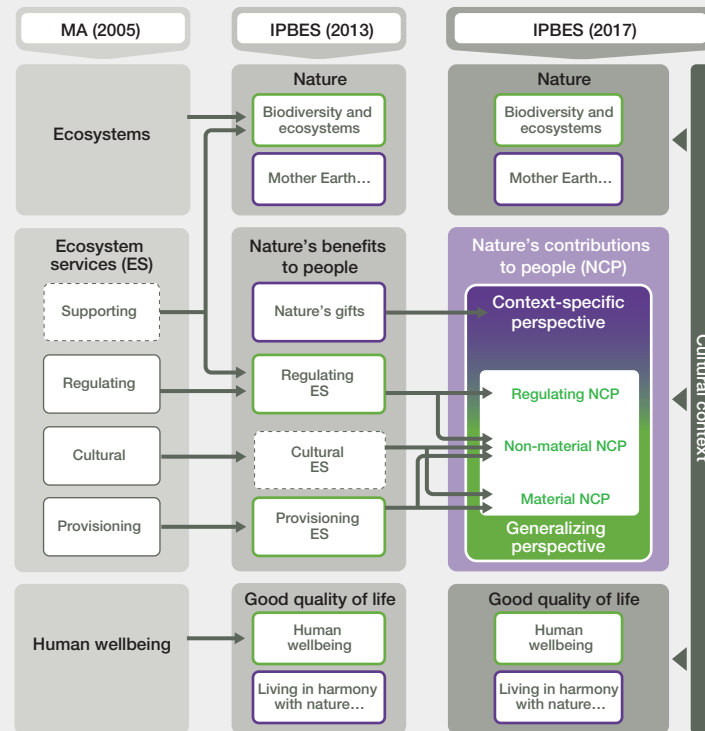 MA (2005)
IPBES (2013)
IPBES (2017)
Ecosystems
Nature
Biodiversity and
ecosystems
Mother Earth…
Nature
Biodiversity and
ecosystems
Mother Earth…
Ecosystem
services (ES)
Supporting
Regulating
Cultural
Provisioning
Nature’s benefits
to people
Nature’s gifts
Regulating
ES
Cultural
ES
Provisioning
ES
Nature’s contributions
to people (NCP)
Context-specific
perspective
Regulating NCP
Non-material NCP
Material NCP
Generalizing
perspective
Human wellbeing
Good quality of life
Human
wellbeing
Living in harmony
with nature…
Good quality of life
Human
wellbeing
Living in harmony
with nature…
Cultural context